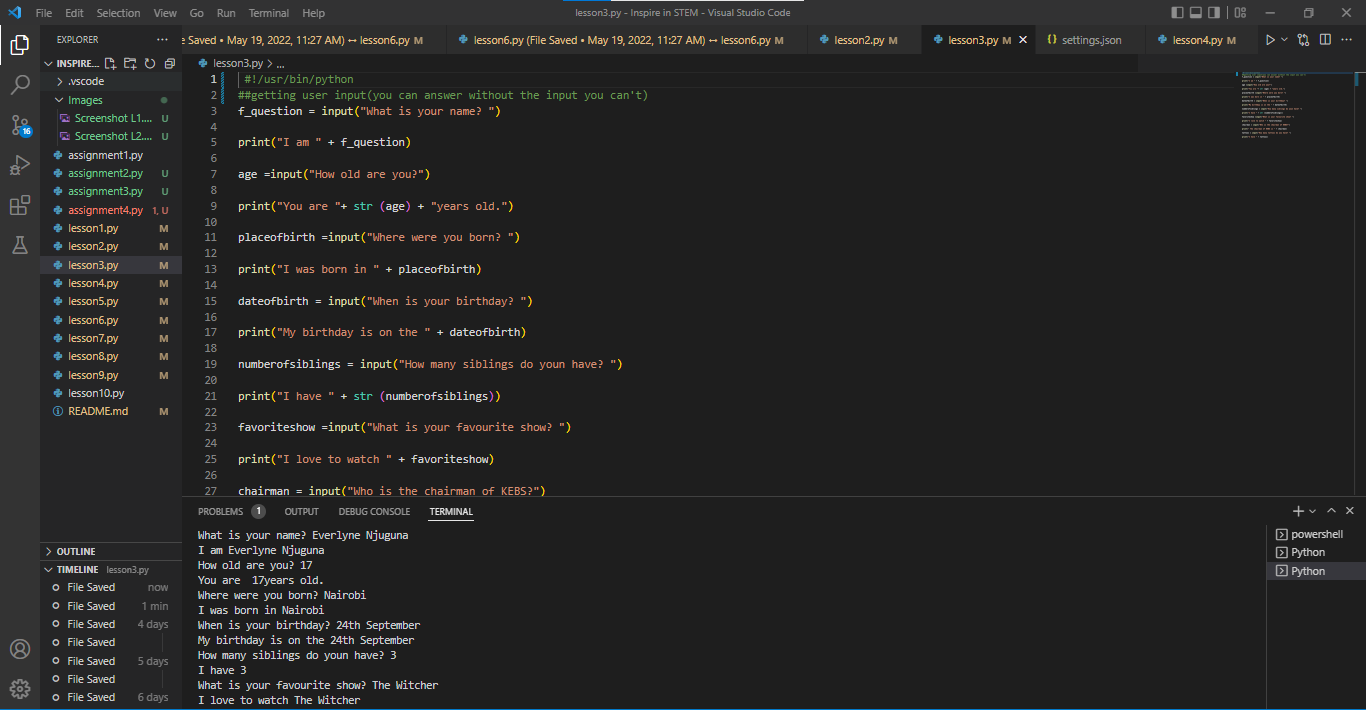 File Edit Selection View Go Run Terminal Help
lesson3.py - Inspire in STEM - Visual Studio Code
EXPLORER ···
e Saved • May 19, 2022, 11:27 AM) ↔ lesson6.py M
lesson6.py (File Saved • May 19, 2022, 11:27 AM) ↔ lesson6.py M
lesson2.py M
lesson3.py M
{} settings.json
lesson4.py M
INSPIRE...
.vscode
Images
Screenshot L1.... U
Screenshot L2.... U
assignment1.py
assignment2.py U
assignment3.py U
assignment4.py 1, U
lesson1.py M
lesson2.py M
lesson3.py M
lesson4.py M
lesson5.py M
lesson6.py M
lesson7.py M
lesson8.py M
lesson9.py M
lesson10.py
README.md M
16
OUTLINE
TIMELINE lesson3.py
File Saved now
File Saved 1 min
File Saved 4 days
File Saved
File Saved 5 days
File Saved
File Saved 6 days
lesson3.py > ...
1 #!/usr/bin/python
2 ##getting user input(you can answer without the input you can't)
3 f_question = input("What is your name? ")
4
5 print("I am " + f_question)
6
7 age =input("How old are you?")
8
9 print("You are "+ str (age) + "years old.")
10
11 placeofbirth =input("Where were you born? ")
12
13 print("I was born in " + placeofbirth)
14
15 dateofbirth = input("When is your birthday? ")
16
17 print("My birthday is on the " + dateofbirth)
18
19 numberofsiblings = input("How many siblings do youn have? ")
20
21 print("I have " + str (numberofsiblings))
22
23 favoriteshow =input("What is your favourite show? ")
24
25 print("I love to watch " + favoriteshow)
26
27 chairman = input("Who is the chairman of KEBS?")
PROBLEMS 1 OUTPUT DEBUG CONSOLE TERMINAL
What is your name? Everlyne Njuguna
I am Everlyne Njuguna
How old are you? 17
You are  17years old.
Where were you born? Nairobi
I was born in Nairobi
When is your birthday? 24th September
My birthday is on the 24th September
How many siblings do youn have? 3
I have 3
What is your favourite show? The Witcher
I love to watch The Witcher
powershell
Python
Python